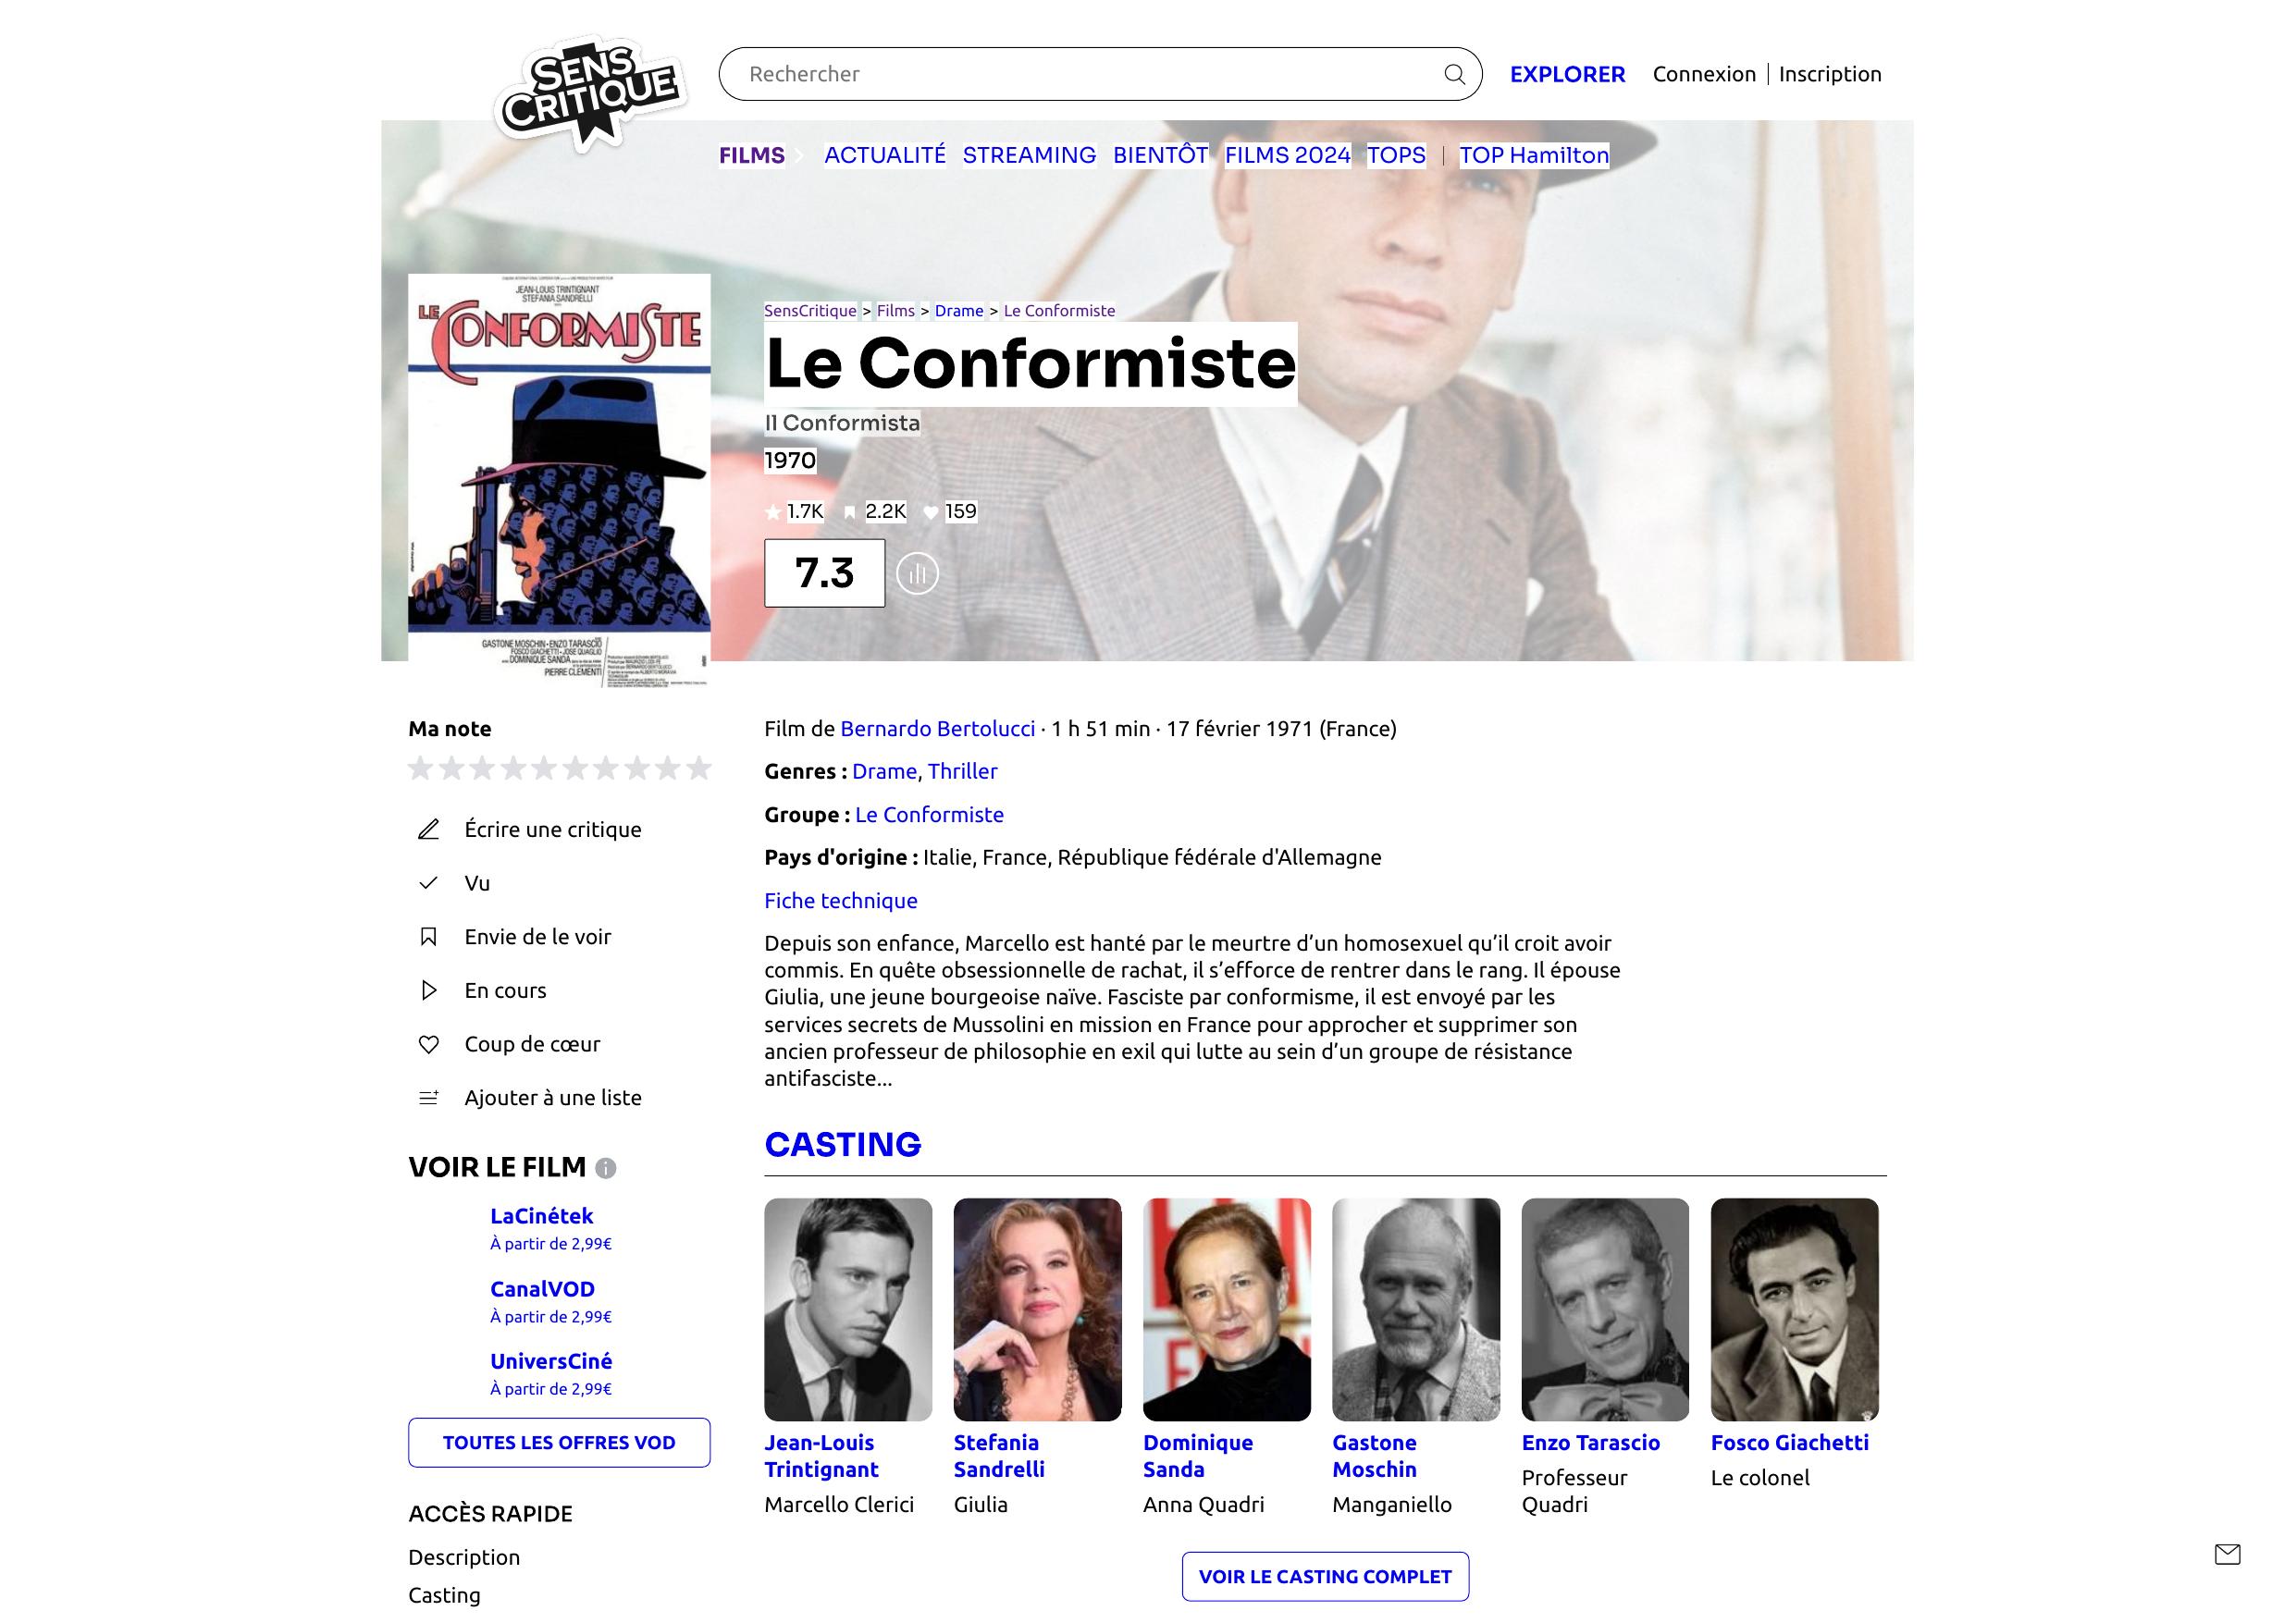 SENS
CRITIQUE
Rechercher
EXPLORER
Connexion
Inscription
FILMS
ACTUALITÉ
STREAMING
BIENTÔT
FILMS 2024
TOPS
TOP Hamilton
JEAN-LOUIS TRINTIGNANT
STEFANIA SANDRELLI
LE CONFORMISTE
GASTONE MOSCHIN-ENZO TARASCIO
FOSCO GIACHETTI-JOSE QUAGLIO
DOMINIQUE SANDA
PIERRE CLEMENTI
SensCritique > Films > Drame > Le Conformiste
Le Conformiste
Il Conformista
1970
1.7K 2.2K 159
7.3
Ma note
Écrire une critique
Vu
Envie de le voir
En cours
Coup de cœur
Ajouter à une liste
VOIR LE FILM
LaCinétek
À partir de 2,99€
CanalVOD
À partir de 2,99€
UniversCiné
À partir de 2,99€
TOUTES LES OFFRES VOD
ACCÈS RAPIDE
Description
Casting
Film de Bernardo Bertolucci · 1 h 51 min · 17 février 1971 (France)
Genres : Drame, Thriller
Groupe : Le Conformiste
Pays d'origine : Italie, France, République fédérale d'Allemagne
Fiche technique
Depuis son enfance, Marcello est hanté par le meurtre d’un homosexuel qu’il croit avoir
commis. En quête obsessionnelle de rachat, il s’efforce de rentrer dans le rang. Il épouse
Giulia, une jeune bourgeoise naïve. Fasciste par conformisme, il est envoyé par les
services secrets de Mussolini en mission en France pour approcher et supprimer son
ancien professeur de philosophie en exil qui lutte au sein d’un groupe de résistance
antifasciste...
CASTING
Jean-Louis
Trintignant
Marcello Clerici
Stefania
Sandrelli
Giulia
Dominique
Sanda
Anna Quadri
Gastone
Moschin
Manganiello
Enzo Tarascio
Professeur
Quadri
Fosco Giachetti
Le colonel
VOIR LE CASTING COMPLET